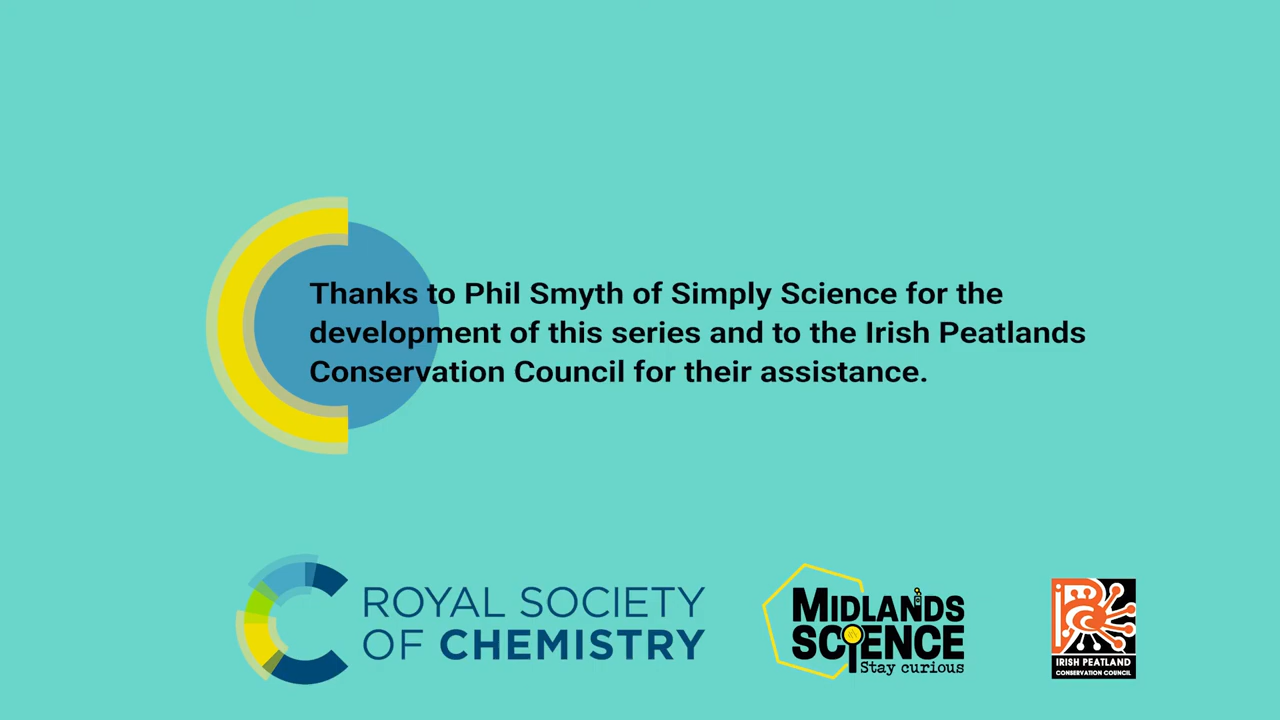 Thanks to Phil Smyth of Simply Science for the
development of this series and to the Irish Peatlands
Conservation Council for their assistance.
ROYAL SOCIETY
OF CHEMISTRY
MIDLANDS
SCIENCE
Stay curious
IRISH PEATLAND
CONSERVATION COUNCIL